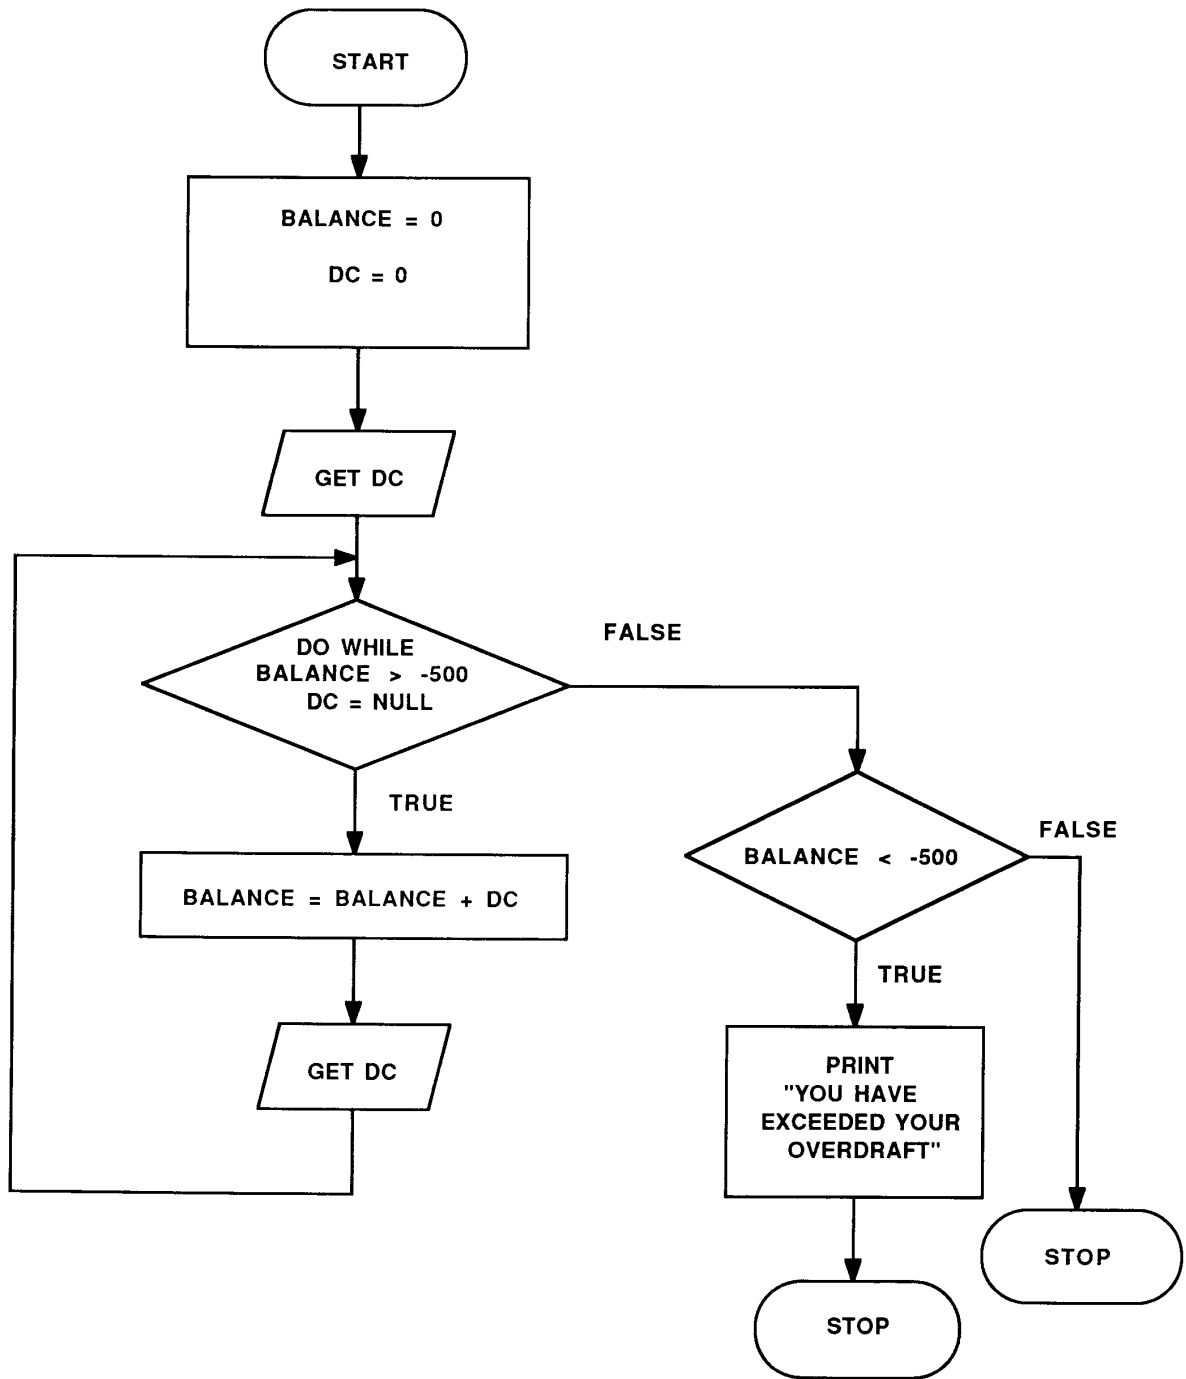 START
BALANCE = 0
DC = 0
GET DC
DO WHILE
BALANCE > -500
DC = NULL
FALSE
TRUE
BALANCE = BALANCE + DC
GET DC
BALANCE < -500
FALSE
TRUE
PRINT
"YOU HAVE
EXCEEDED YOUR
OVERDRAFT"
STOP
STOP